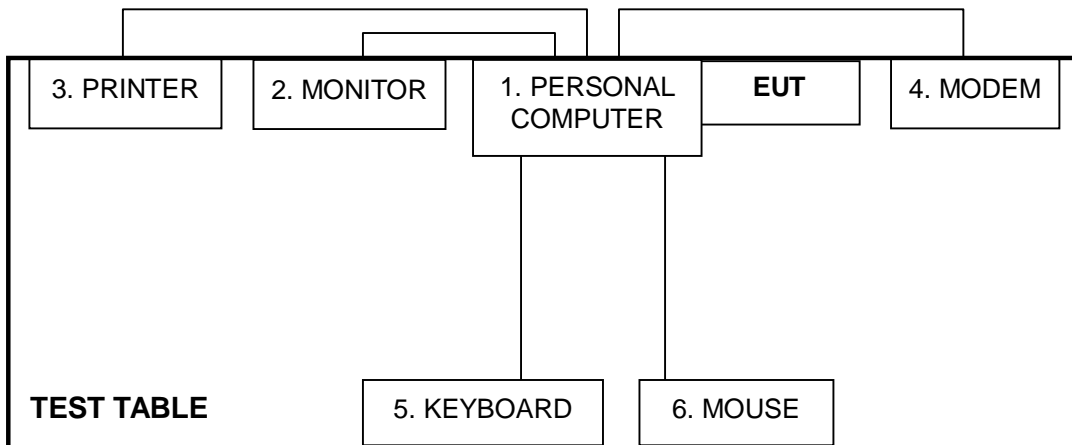 3. PRINTER
2. MONITOR
1. PERSONAL
COMPUTER
EUT
4. MODEM
TEST TABLE
5. KEYBOARD
6. MOUSE